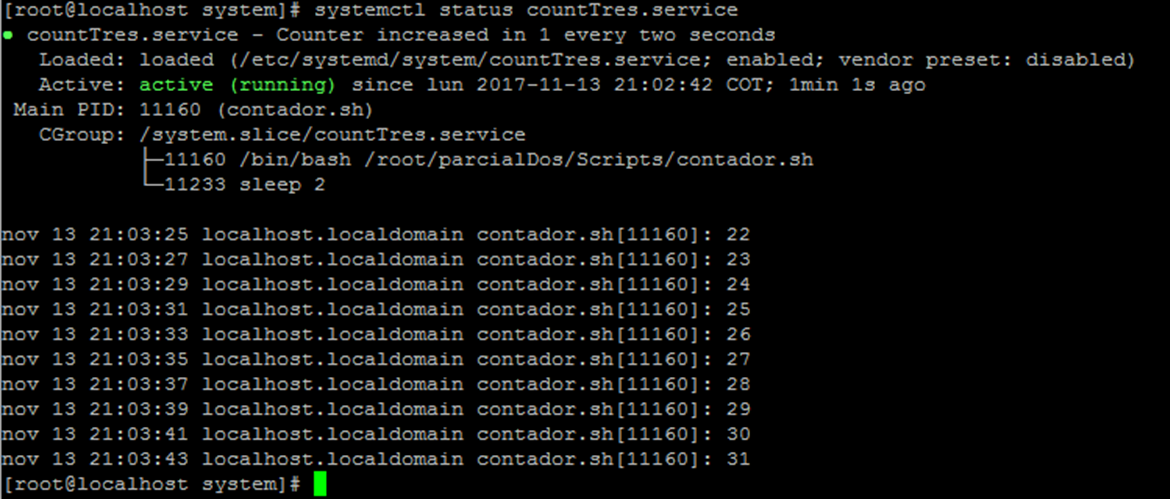 [root@localhost system]# systemctl status countTres.service
● countTres.service - Counter increased in 1 every two seconds
   Loaded: loaded (/etc/systemd/system/countTres.service; enabled; vendor preset: disabled)
   Active: active (running) since lun 2017-11-13 21:02:42 COT; 1min 1s ago
 Main PID: 11160 (contador.sh)
   CGroup: /system.slice/countTres.service
           ├─11160 /bin/bash /root/parcialDos/Scripts/contador.sh
           └─11233 sleep 2

nov 13 21:03:25 localhost.localdomain contador.sh[11160]: 22
nov 13 21:03:27 localhost.localdomain contador.sh[11160]: 23
nov 13 21:03:29 localhost.localdomain contador.sh[11160]: 24
nov 13 21:03:31 localhost.localdomain contador.sh[11160]: 25
nov 13 21:03:33 localhost.localdomain contador.sh[11160]: 26
nov 13 21:03:35 localhost.localdomain contador.sh[11160]: 27
nov 13 21:03:37 localhost.localdomain contador.sh[11160]: 28
nov 13 21:03:39 localhost.localdomain contador.sh[11160]: 29
nov 13 21:03:41 localhost.localdomain contador.sh[11160]: 30
nov 13 21:03:43 localhost.localdomain contador.sh[11160]: 31
[root@localhost system]#